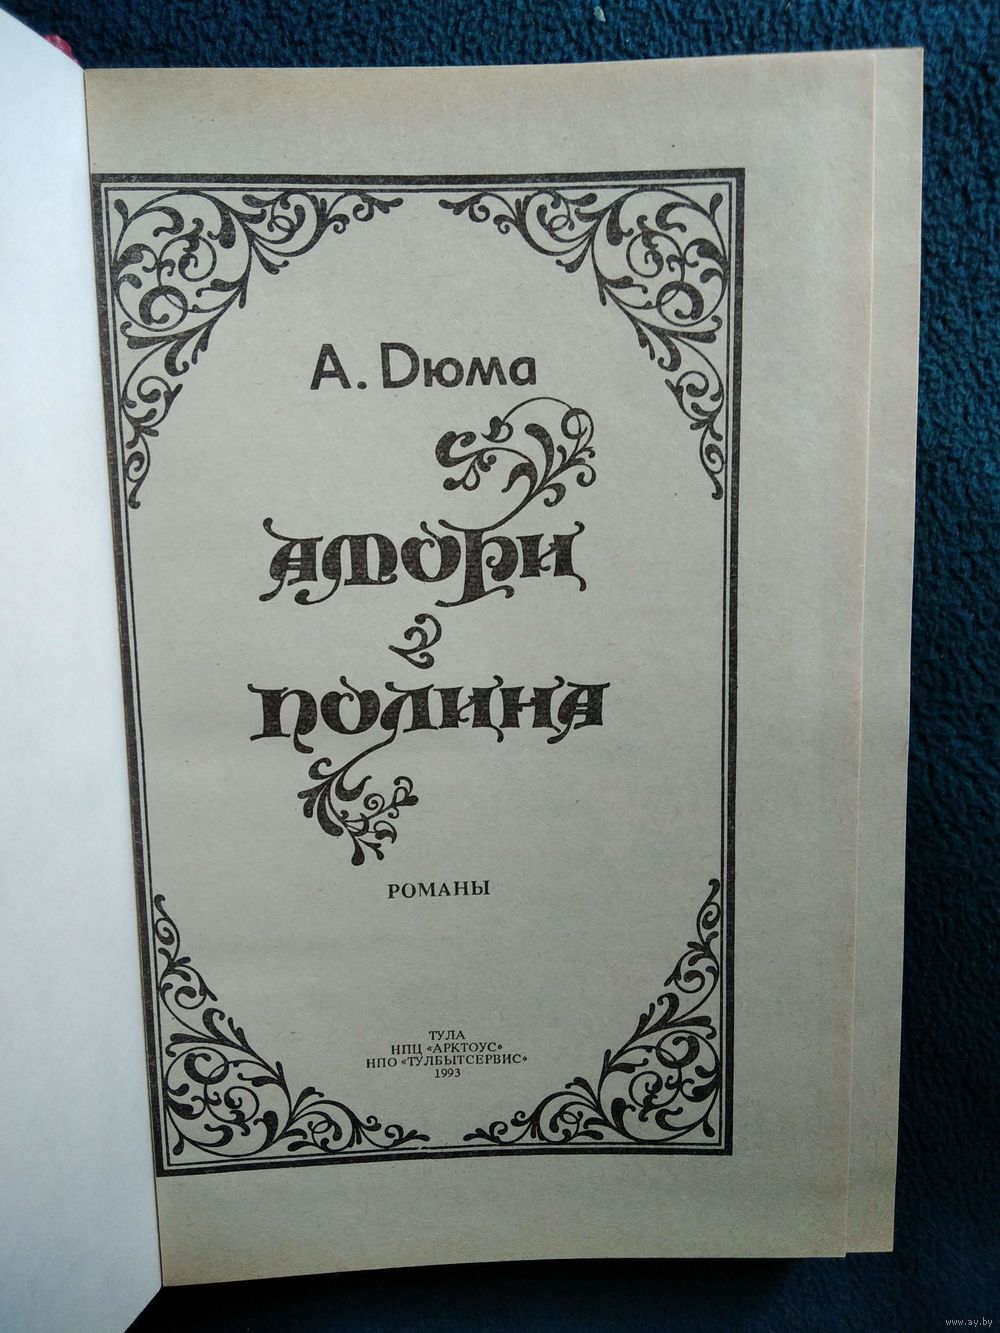 А. Дюма
Амори
Полина
РОМАНЫ
ТУЛА
НПЦ «АРКТОУС»
НПО «ТУЛБЫТСЕРВИС»
1993
www.ay.by